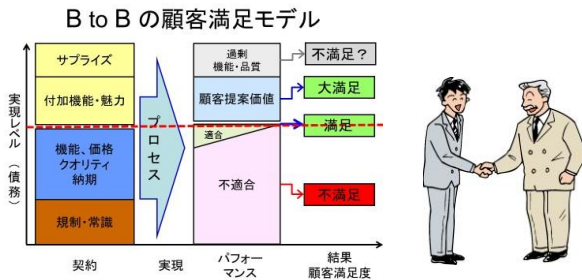 B to B の顧客満足モデル
サプライズ
付加機能・魅力
機能、価格
クオリティ
納期
規制・常識
実現レベル（債務）
プロセス
過剰
機能・品質
顧客提案価値
適合
不適合
不満足？
大満足
満足
不満足
契約
実現
パフォー
マンス
結果
顧客満足度